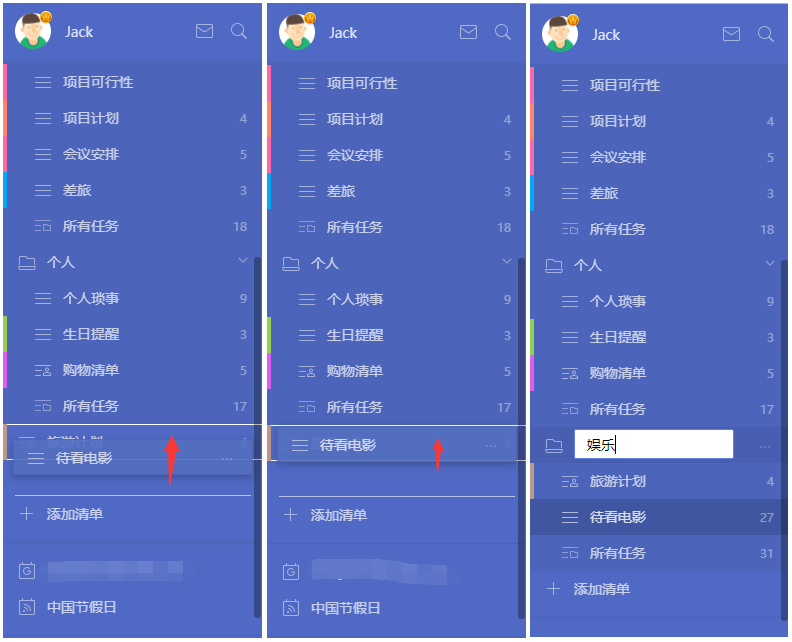 Jack
项目可行性
项目计划 4
会议安排 5
差旅 3
所有任务 18
个人
个人琐事 9
生日提醒 3
购物清单 5
所有任务 17
旅游计划
待看电影 ...
添加清单
中国节假日
Jack
项目可行性
项目计划 4
会议安排 5
差旅 3
所有任务 18
个人
个人琐事 9
生日提醒 3
购物清单 5
所有任务 17
待看电影 ... 4
添加清单
中国节假日
Jack
项目可行性
项目计划 4
会议安排 5
差旅 3
所有任务 18
个人
个人琐事 9
生日提醒 3
购物清单 5
所有任务 17
娱乐 ...
旅游计划 4
待看电影 27
所有任务 31
添加清单